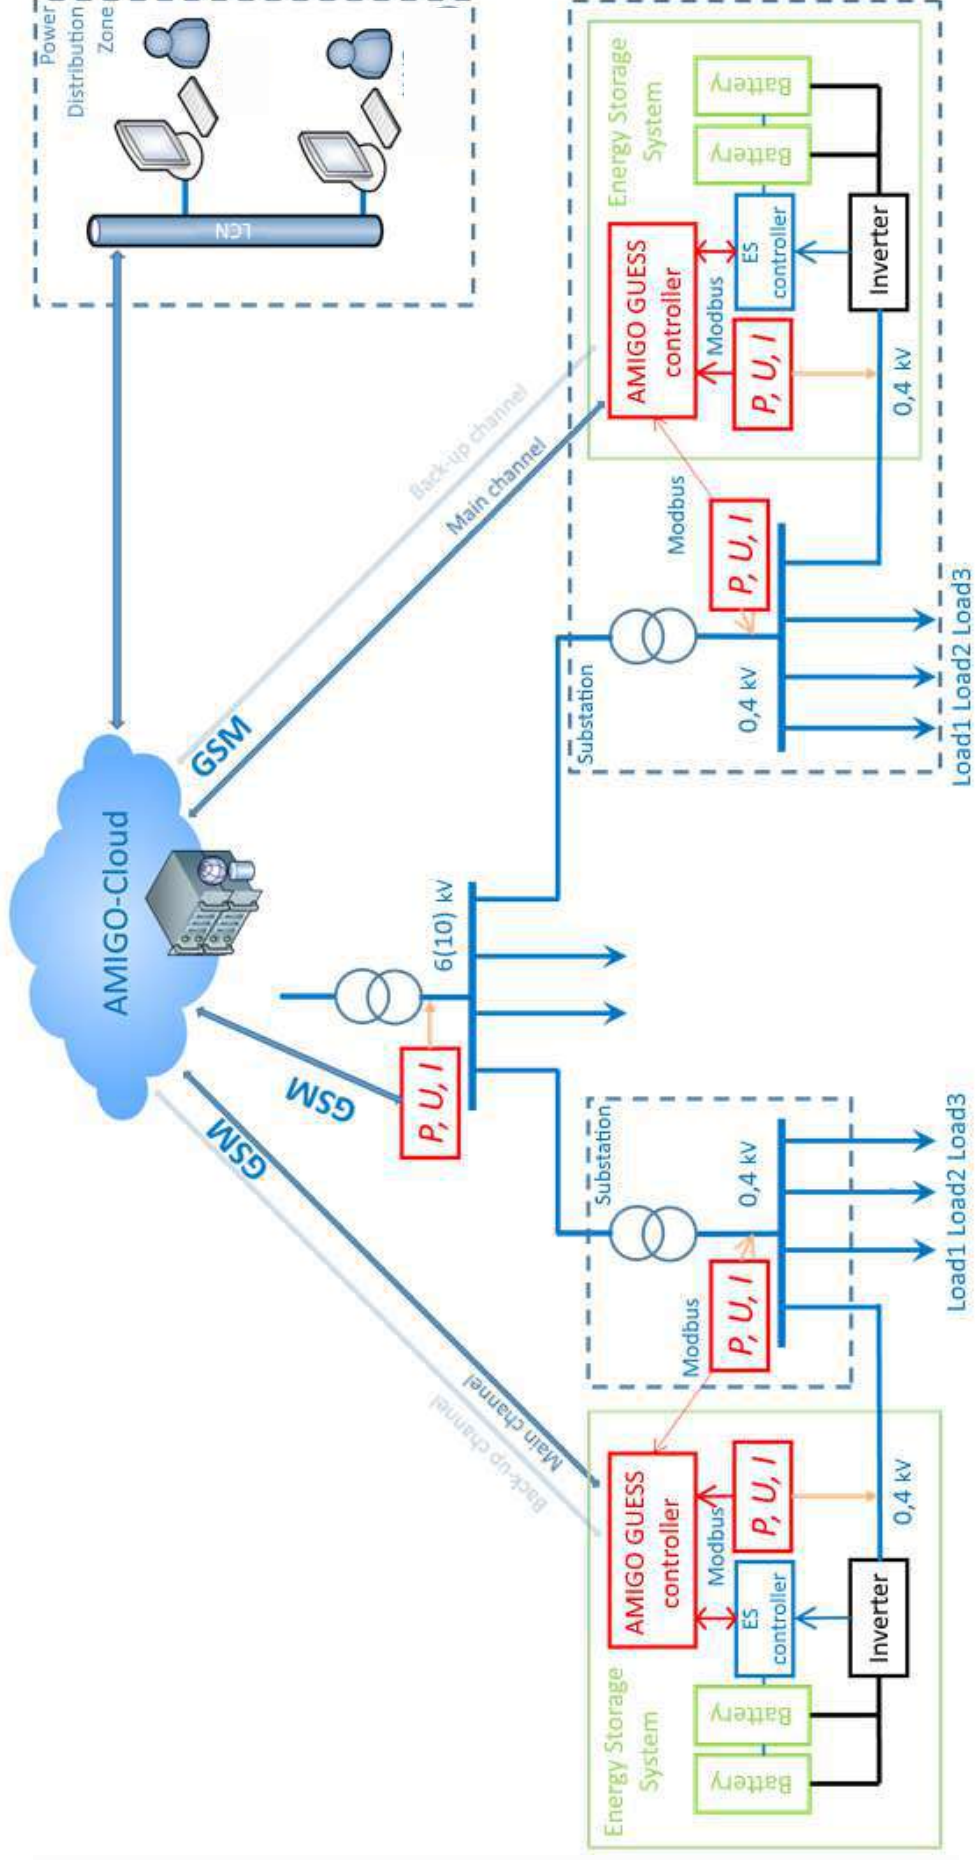 Power
Distribution
Zone
AMIGO-Cloud
LCN
GSM
GSM
GSM
Main channel
Back-up channel
Back-up channel
Main channel
P, U, I
6(10) kV
Energy Storage
System
AMIGO GUESS
controller
Modbus
ES
controller
P, U, I
Battery
Battery
Inverter
0,4 kV
Modbus
Substation
P, U, I
0,4 kV
Load1 Load2 Load3
Substation
0,4 kV
P, U, I
Modbus
Load1 Load2 Load3
Energy Storage
System
AMIGO GUESS
controller
Modbus
P, U, I
ES
controller
Battery
Battery
Inverter
0,4 kV